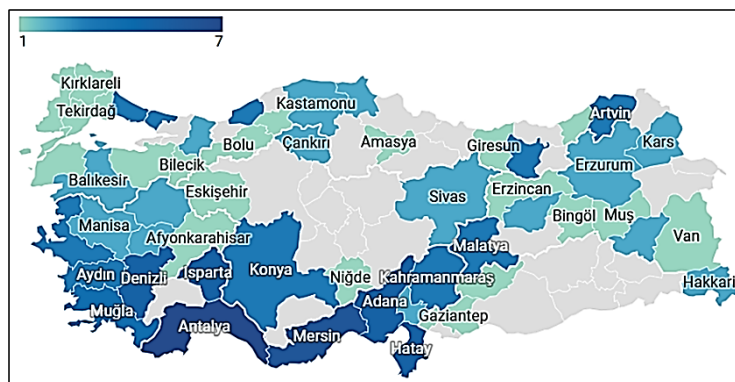 1 7
Kırklareli
Tekirdağ
Kastamonu
Artvin
Bolu
Çankırı
Amasya
Giresun
Kars
Bilecik
Erzurum
Balıkesir
Eskişehir
Sivas
Erzincan
Manisa
Bingöl
Muş
Afyonkarahisar
Van
Malatya
Aydın
Denizli
Isparta
Konya
Niğde
Kahramanmaraş
Hakkari
Adana
Muğla
Gaziantep
Antalya
Mersin
Hatay